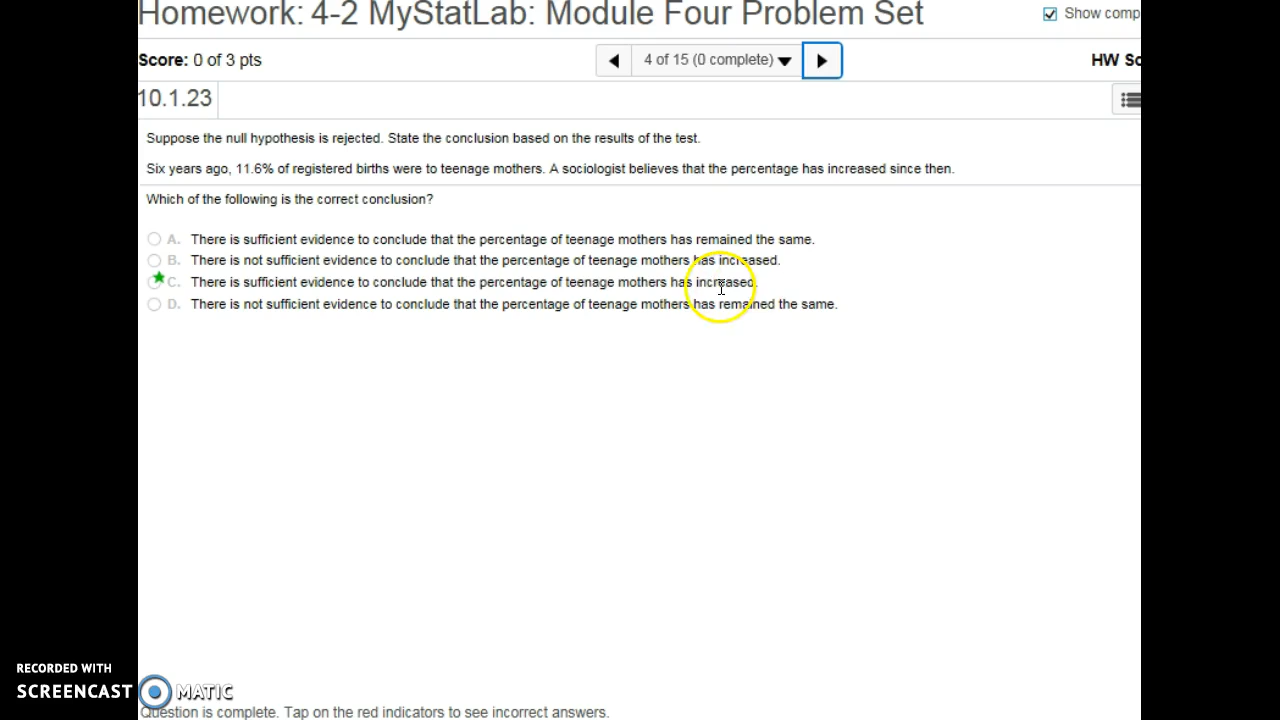 Homework: 4-2 MyStatLab: Module Four Problem Set
Show comp
Score: 0 of 3 pts
4 of 15 (0 complete)
HW Sc
10.1.23
Suppose the null hypothesis is rejected. State the conclusion based on the results of the test.
Six years ago, 11.6% of registered births were to teenage mothers. A sociologist believes that the percentage has increased since then.
Which of the following is the correct conclusion?
A. There is sufficient evidence to conclude that the percentage of teenage mothers has remained the same.
B. There is not sufficient evidence to conclude that the percentage of teenage mothers has increased.
C. There is sufficient evidence to conclude that the percentage of teenage mothers has increased.
D. There is not sufficient evidence to conclude that the percentage of teenage mothers has remained the same.
RECORDED WITH
SCREENCAST MATIC
Question is complete. Tap on the red indicators to see incorrect answers.